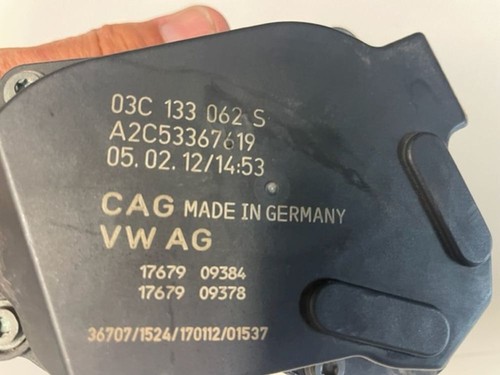 03C 133 062 S
A2C53367619
05.02.12/14:53
CAG MADE IN GERMANY
VW AG
17679 09384
17679 09378
36707/1524/170112/01537